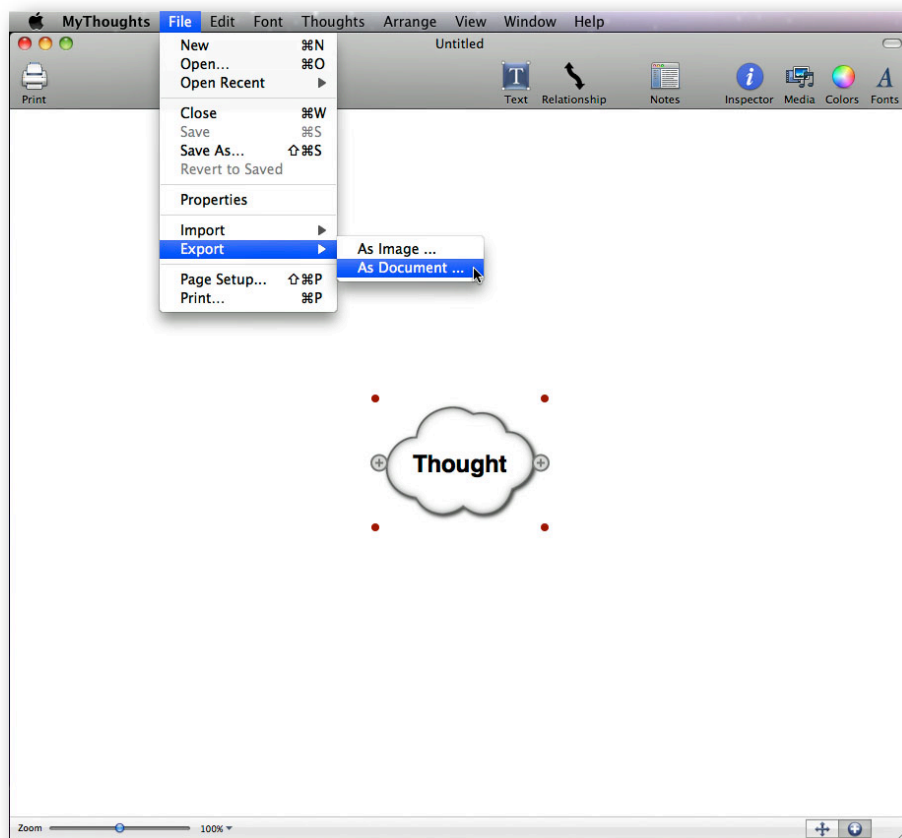 MyThoughts File Edit Font Thoughts Arrange View Window Help
Untitled
Print Text Relationship Notes Inspector Media Colors Fonts
New ⌘N
Open... ⌘O
Open Recent
Close ⌘W
Save ⌘S
Save As... ⇧⌘S
Revert to Saved
Properties
Import
Export
As Image ...
As Document ...
Page Setup... ⇧⌘P
Print... ⌘P
Thought
Zoom 100%